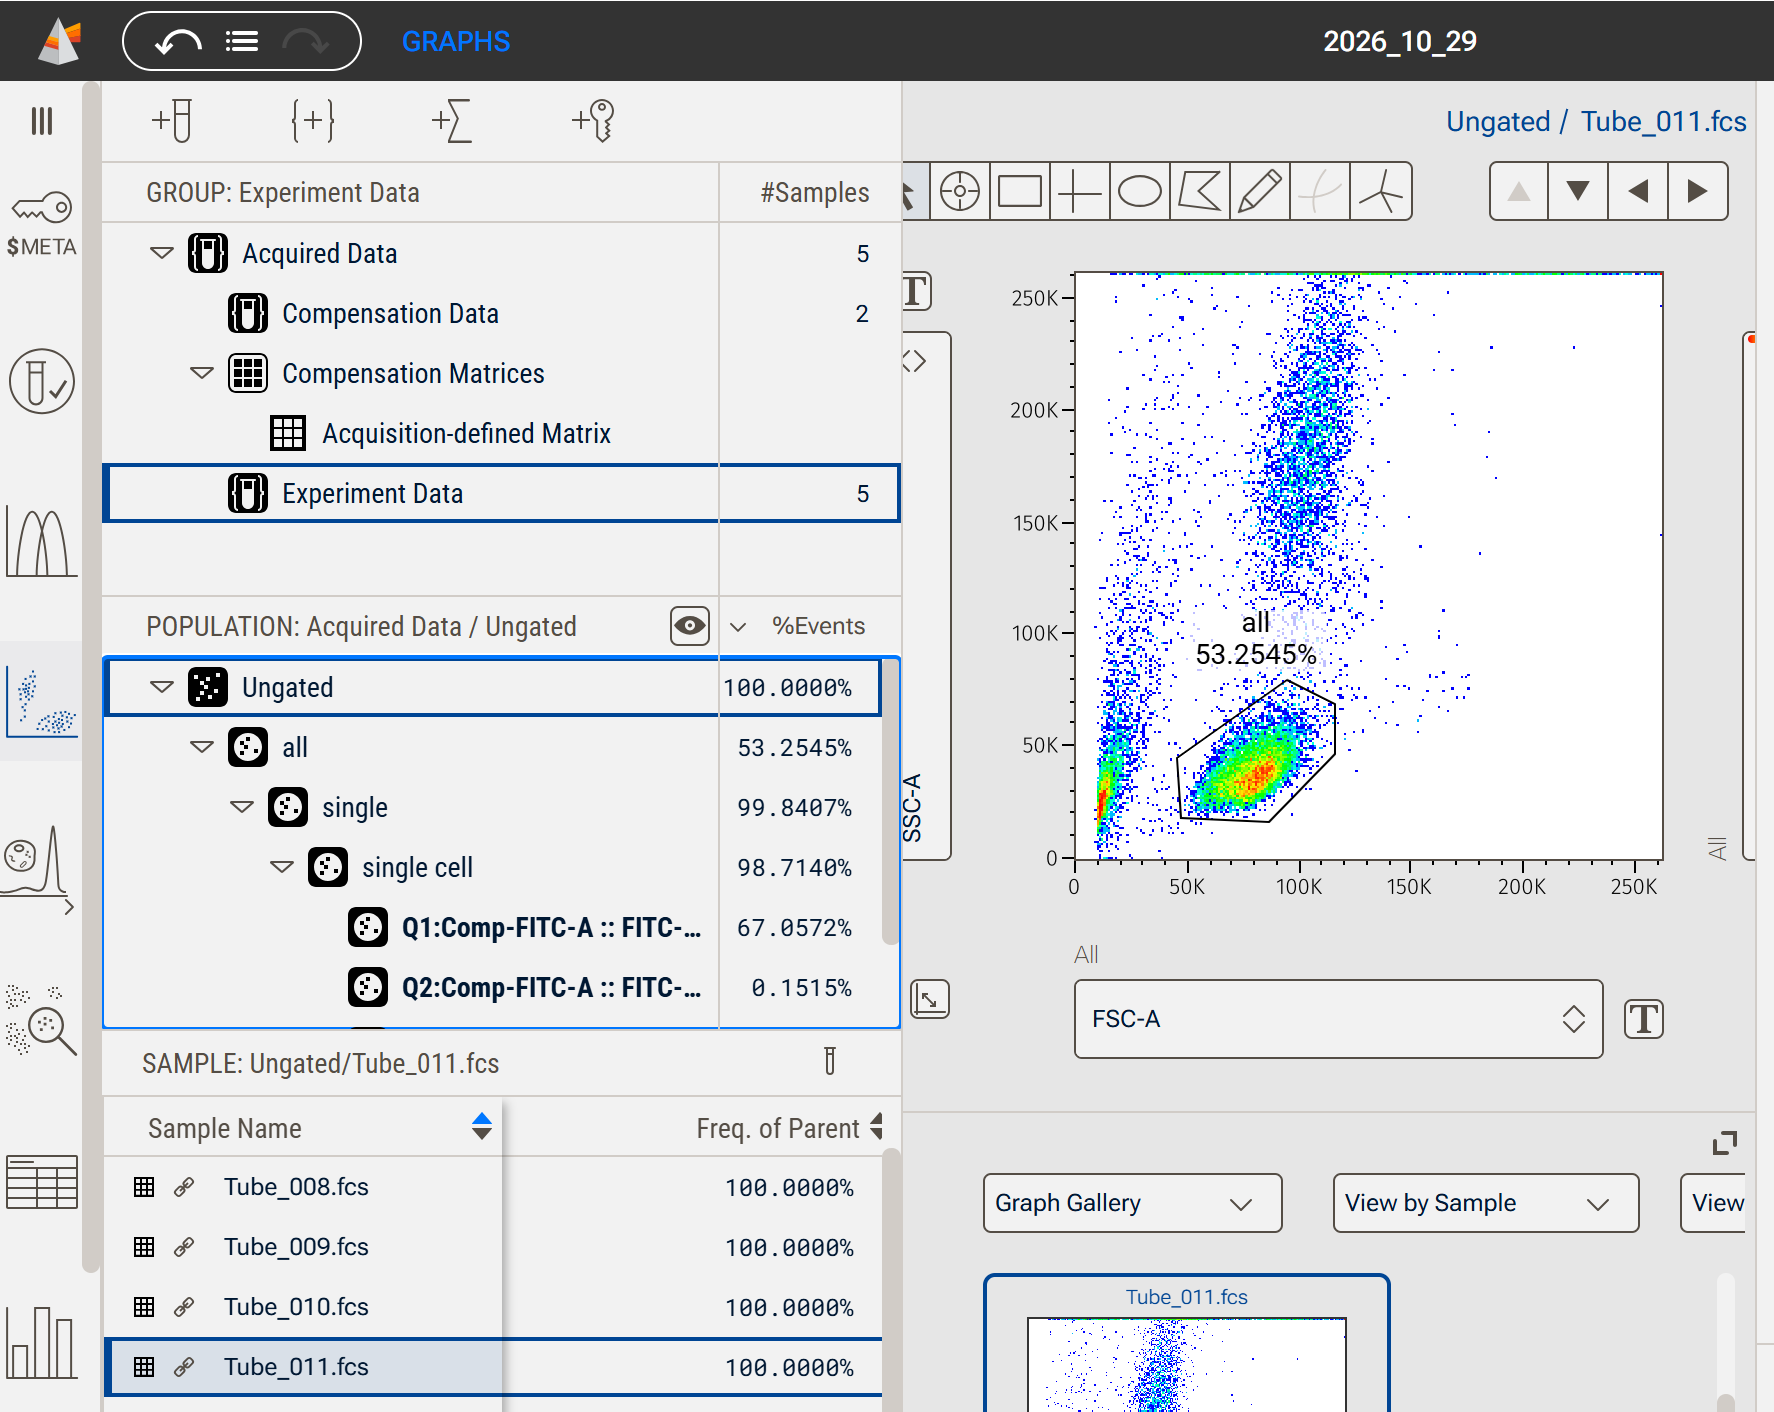 GRAPHS
2026_10_29
$META
GROUP: Experiment Data
#Samples
Acquired Data
5
Compensation Data
2
Compensation Matrices
Acquisition-defined Matrix
Experiment Data
5
POPULATION: Acquired Data / Ungated
%Events
Ungated
100.0000%
all
53.2545%
single
99.8407%
single cell
98.7140%
Q1:Comp-FITC-A :: FITC-...
67.0572%
Q2:Comp-FITC-A :: FITC-...
0.1515%
SAMPLE: Ungated/Tube_011.fcs
Sample Name
Freq. of Parent
Tube_008.fcs
100.0000%
Tube_009.fcs
100.0000%
Tube_010.fcs
100.0000%
Tube_011.fcs
100.0000%
Ungated / Tube_011.fcs
T
SSC-A
250K
200K
150K
100K
50K
0
all
53.2545%
0 50K 100K 150K 200K 250K
All
All
FSC-A
T
Graph Gallery
View by Sample
View
Tube_011.fcs